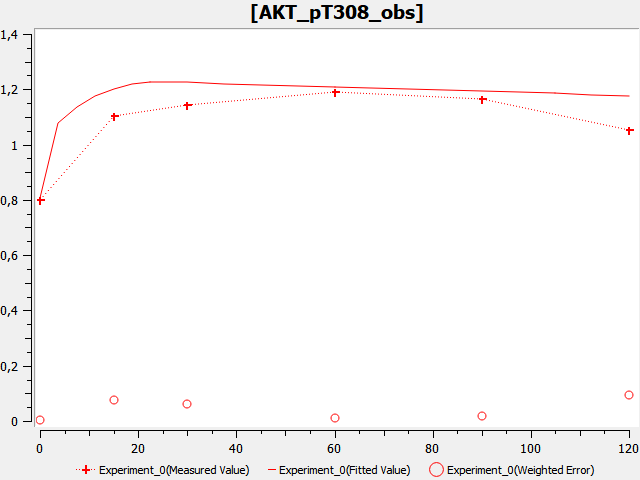 [AKT_pT308_obs]
1,4
1,2
1
0,8
0,6
0,4
0,2
0
0 20 40 60 80 100 120
Experiment_0(Measured Value) Experiment_0(Fitted Value) Experiment_0(Weighted Error)